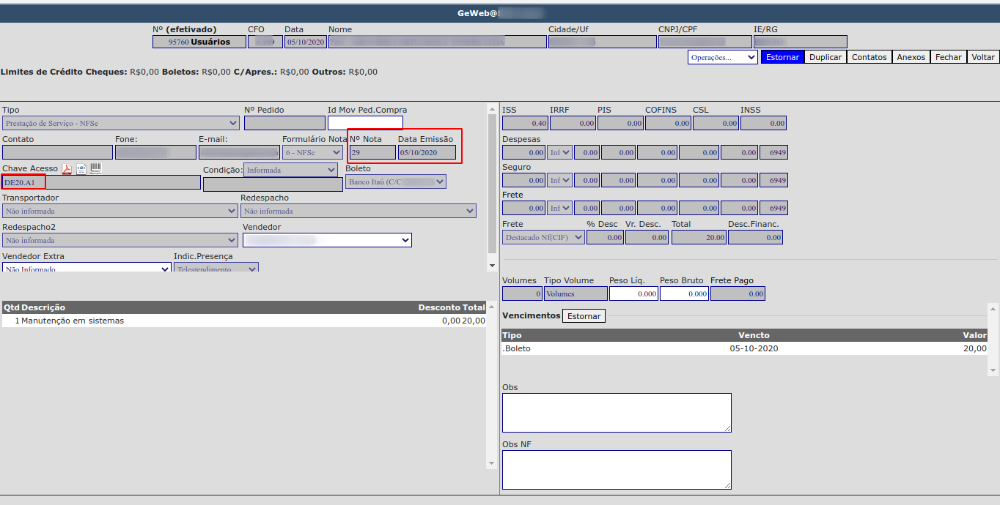 GeWeb@
Nº (efetivado) CFO Data Nome Cidade/Uf CNPJ/CPF IE/RG
95760 Usuários 05/10/2020
Operações... Estornar Duplicar Contatos Anexos Fechar Voltar
Limites de Crédito Cheques: R$0,00 Boletos: R$0,00 C/Apres.: R$0,00 Outros: R$0,00
Tipo Nº Pedido Id Mov Ped.Compra
Prestação de Serviço - NFSe
Contato Fone: E-mail: Formulário Nota Nº Nota Data Emissão
6 - NFSe 29 05/10/2020
Chave Acesso Condição: Informada Boleto
DE20.A1 Banco Itaú (C/C
Transportador Redespacho
Não informada Não informada
Redespacho2 Vendedor
Não informada
Vendedor Extra Indic.Presença
Não Informado Teleatendimento
Qtd Descrição Desconto Total
1 Manutenção em sistemas 0,00 20,00
ISS IRRF PIS COFINS CSL INSS
0.40 0.00 0.00 0.00 0.00 0.00
Despesas
0.00 Inf 0.00 0.00 0.00 0.00 0.00 6949
Seguro
0.00 Inf 0.00 0.00 0.00 0.00 0.00 6949
Frete
0.00 Inf 0.00 0.00 0.00 0.00 0.00 6949
Frete % Desc Vr. Desc. Total Desc.Financ.
Destacado Nf(CIF) 0.00 0.00 20.00 0.00
Volumes Tipo Volume Peso Líq. Peso Bruto Frete Pago
0 Volumes 0.000 0.000 0.00
Vencimentos Estornar
Tipo Vencto Valor
.Boleto 05-10-2020 20,00
Obs
Obs NF